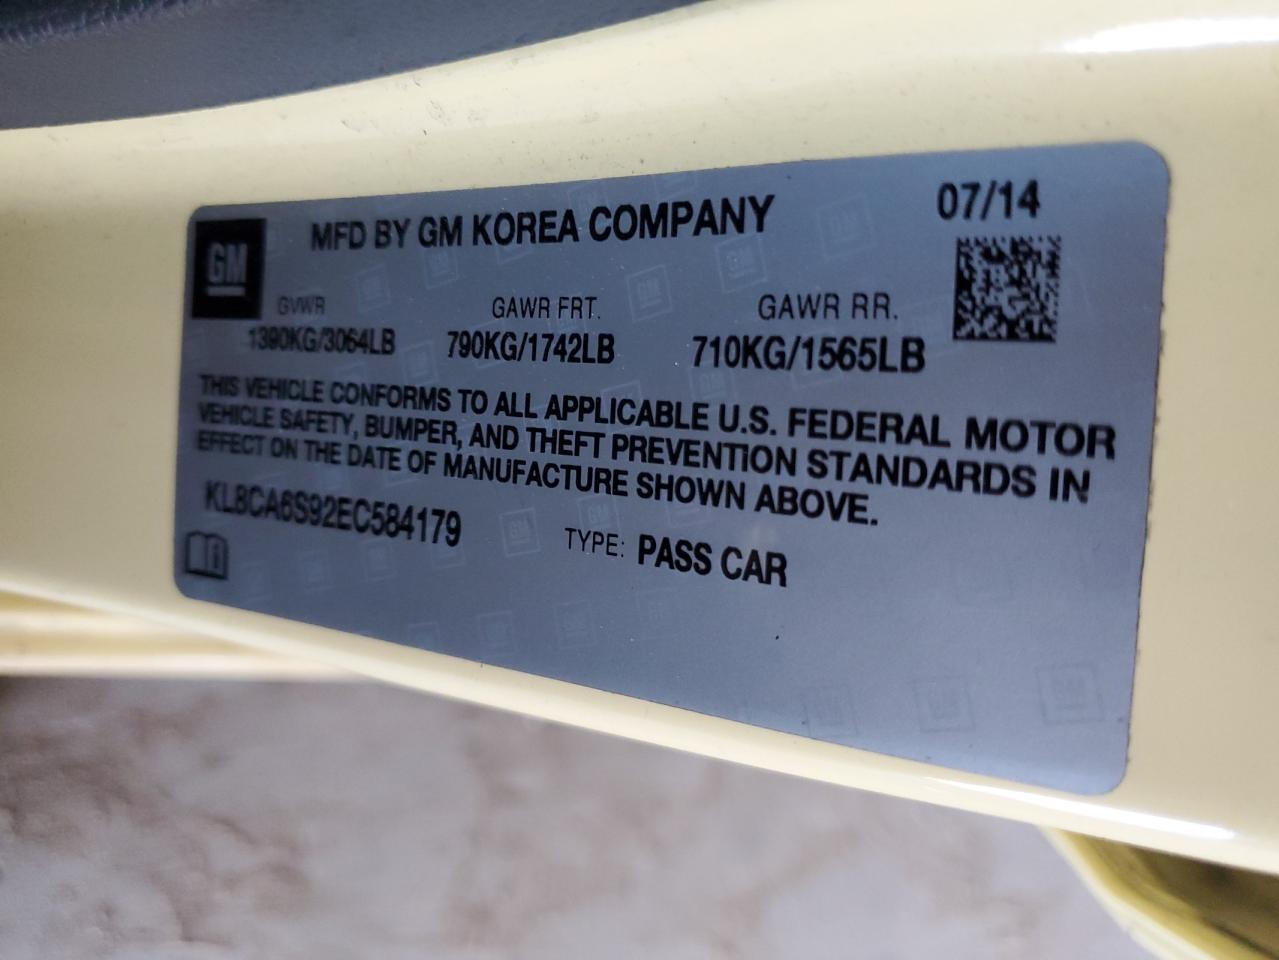 GM
MFD BY GM KOREA COMPANY
07/14
GVWR GAWR FRT. GAWR RR.
1390KG/3064LB 790KG/1742LB 710KG/1565LB
THIS VEHICLE CONFORMS TO ALL APPLICABLE U.S. FEDERAL MOTOR
VEHICLE SAFETY, BUMPER, AND THEFT PREVENTION STANDARDS IN
EFFECT ON THE DATE OF MANUFACTURE SHOWN ABOVE.
KL8CA6S92EC584179
TYPE: PASS CAR